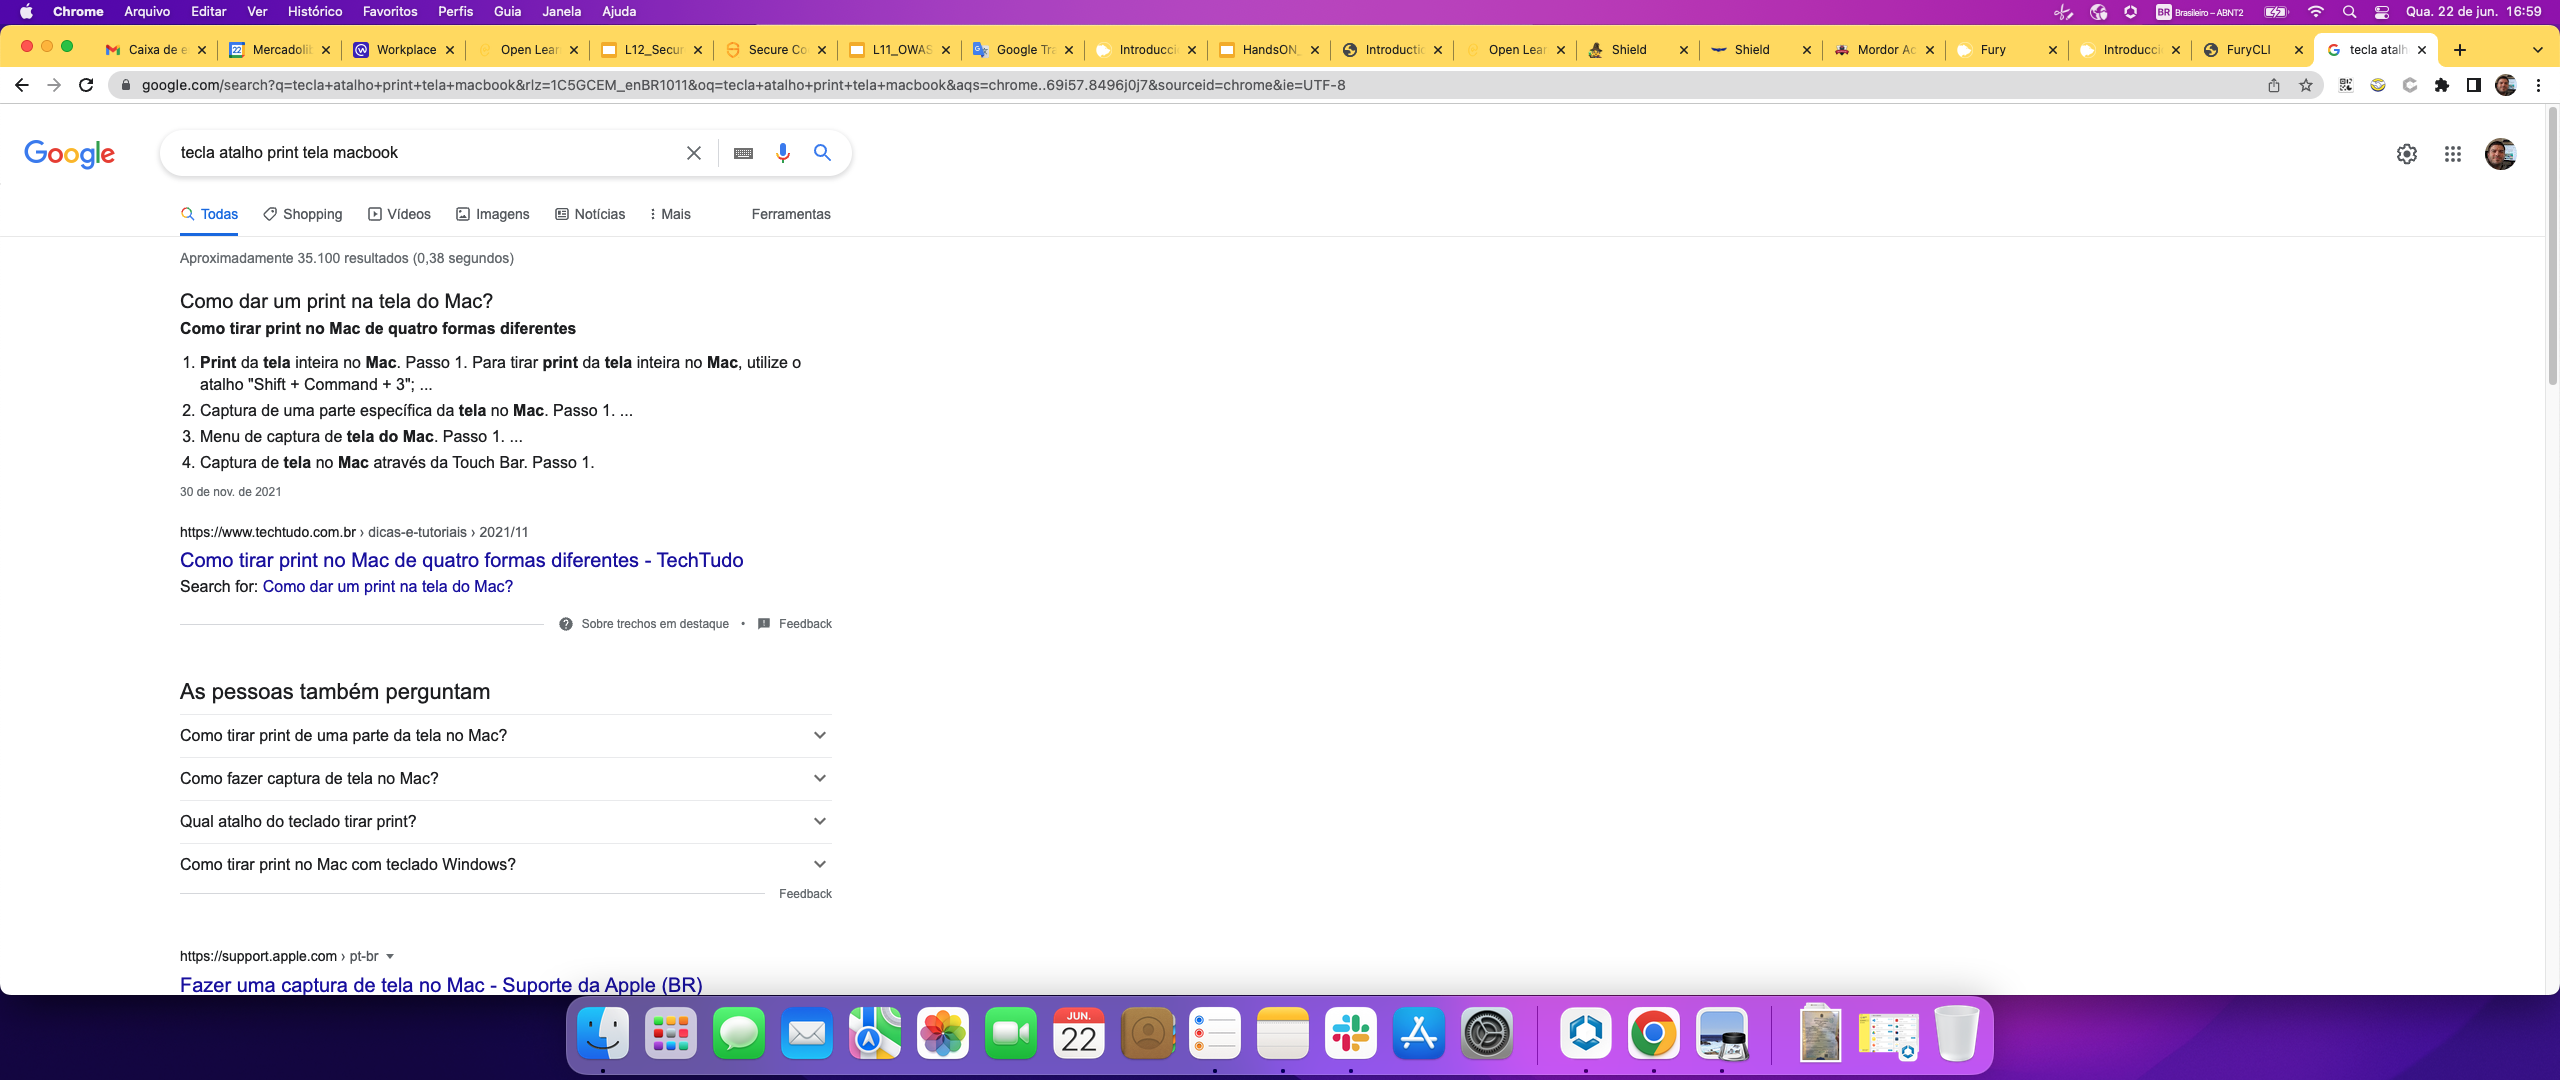 Chrome Arquivo Editar Ver Histórico Favoritos Perfis Guia Janela Ajuda BR Brasileiro – ABNT2 Qua. 22 de jun. 16:59
Caixa de e 22 Mercadolib Workplace Open Lear L12_Secur Secure Co L11_OWAS Google Tra Introducci HandsON_ Introductio Open Lear Shield Shield Mordor Ac Fury Introducci FuryCLI tecla atalh
google.com/search?q=tecla+atalho+print+tela+macbook&rlz=1C5GCEM_enBR1011&oq=tecla+atalho+print+tela+macbook&aqs=chrome..69i57.8496j0j7&sourceid=chrome&ie=UTF-8
Google tecla atalho print tela macbook
Todas Shopping Vídeos Imagens Notícias Mais Ferramentas
Aproximadamente 35.100 resultados (0,38 segundos)
Como dar um print na tela do Mac?
Como tirar print no Mac de quatro formas diferentes
1. Print da tela inteira no Mac. Passo 1. Para tirar print da tela inteira no Mac, utilize o
atalho "Shift + Command + 3"; ...
2. Captura de uma parte específica da tela no Mac. Passo 1. ...
3. Menu de captura de tela do Mac. Passo 1. ...
4. Captura de tela no Mac através da Touch Bar. Passo 1.
30 de nov. de 2021
https://www.techtudo.com.br › dicas-e-tutoriais › 2021/11
Como tirar print no Mac de quatro formas diferentes - TechTudo
Search for: Como dar um print na tela do Mac?
Sobre trechos em destaque • Feedback
As pessoas também perguntam
Como tirar print de uma parte da tela no Mac?
Como fazer captura de tela no Mac?
Qual atalho do teclado tirar print?
Como tirar print no Mac com teclado Windows?
Feedback
https://support.apple.com › pt-br
Fazer uma captura de tela no Mac - Suporte da Apple (BR)
JUN.
22